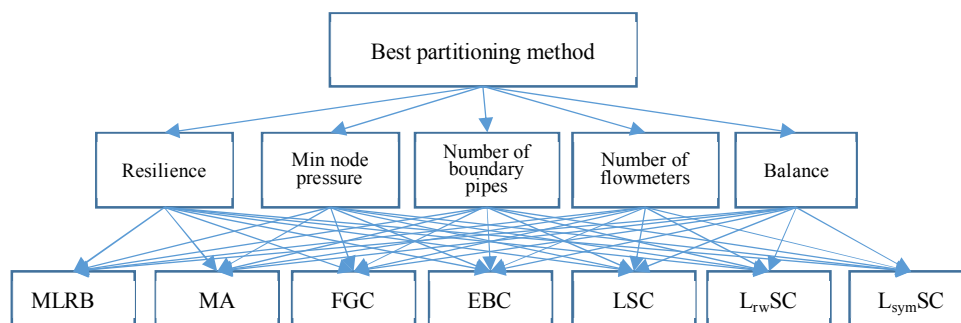 Best partitioning method
Resilience
Min node
pressure
Number of
boundary
pipes
Number of
flowmeters
Balance
MLRB
MA
FGC
EBC
LSC
LrwSC
LsymSC